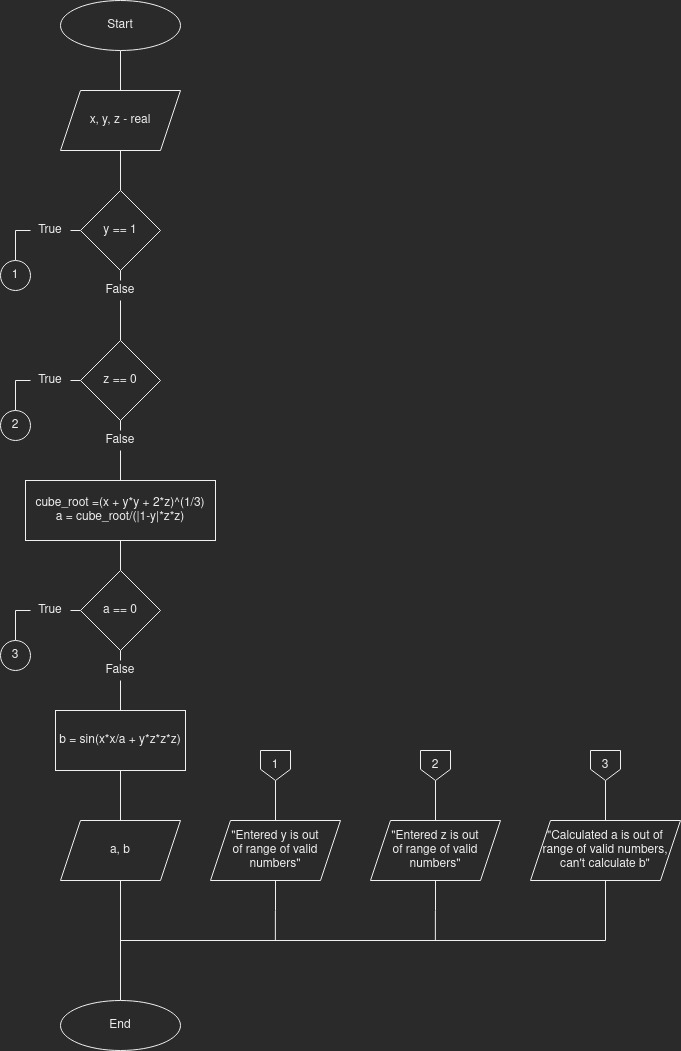 Start
x, y, z - real
True
y == 1
1
False
True
z == 0
2
False
cube_root =(x + y*y + 2*z)^(1/3)
a = cube_root/(|1-y|*z*z)
True
a == 0
3
False
b = sin(x*x/a + y*z*z*z)
1
2
3
a, b
"Entered y is out
of range of valid
numbers"
"Entered z is out
of range of valid
numbers"
"Calculated a is out of
range of valid numbers,
can't calculate b"
End